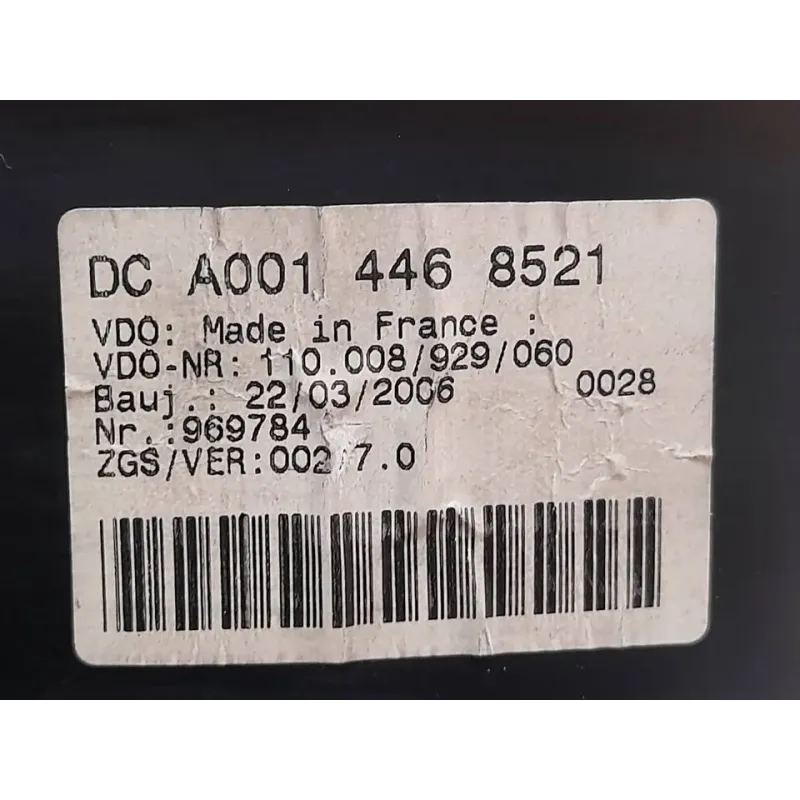 DC A001 446 8521
VDO: Made in France :
VDO-NR: 110.008/929/060
Bauj.: 22/03/2006 0028
Nr.:969784
ZGS/VER:002/7.0